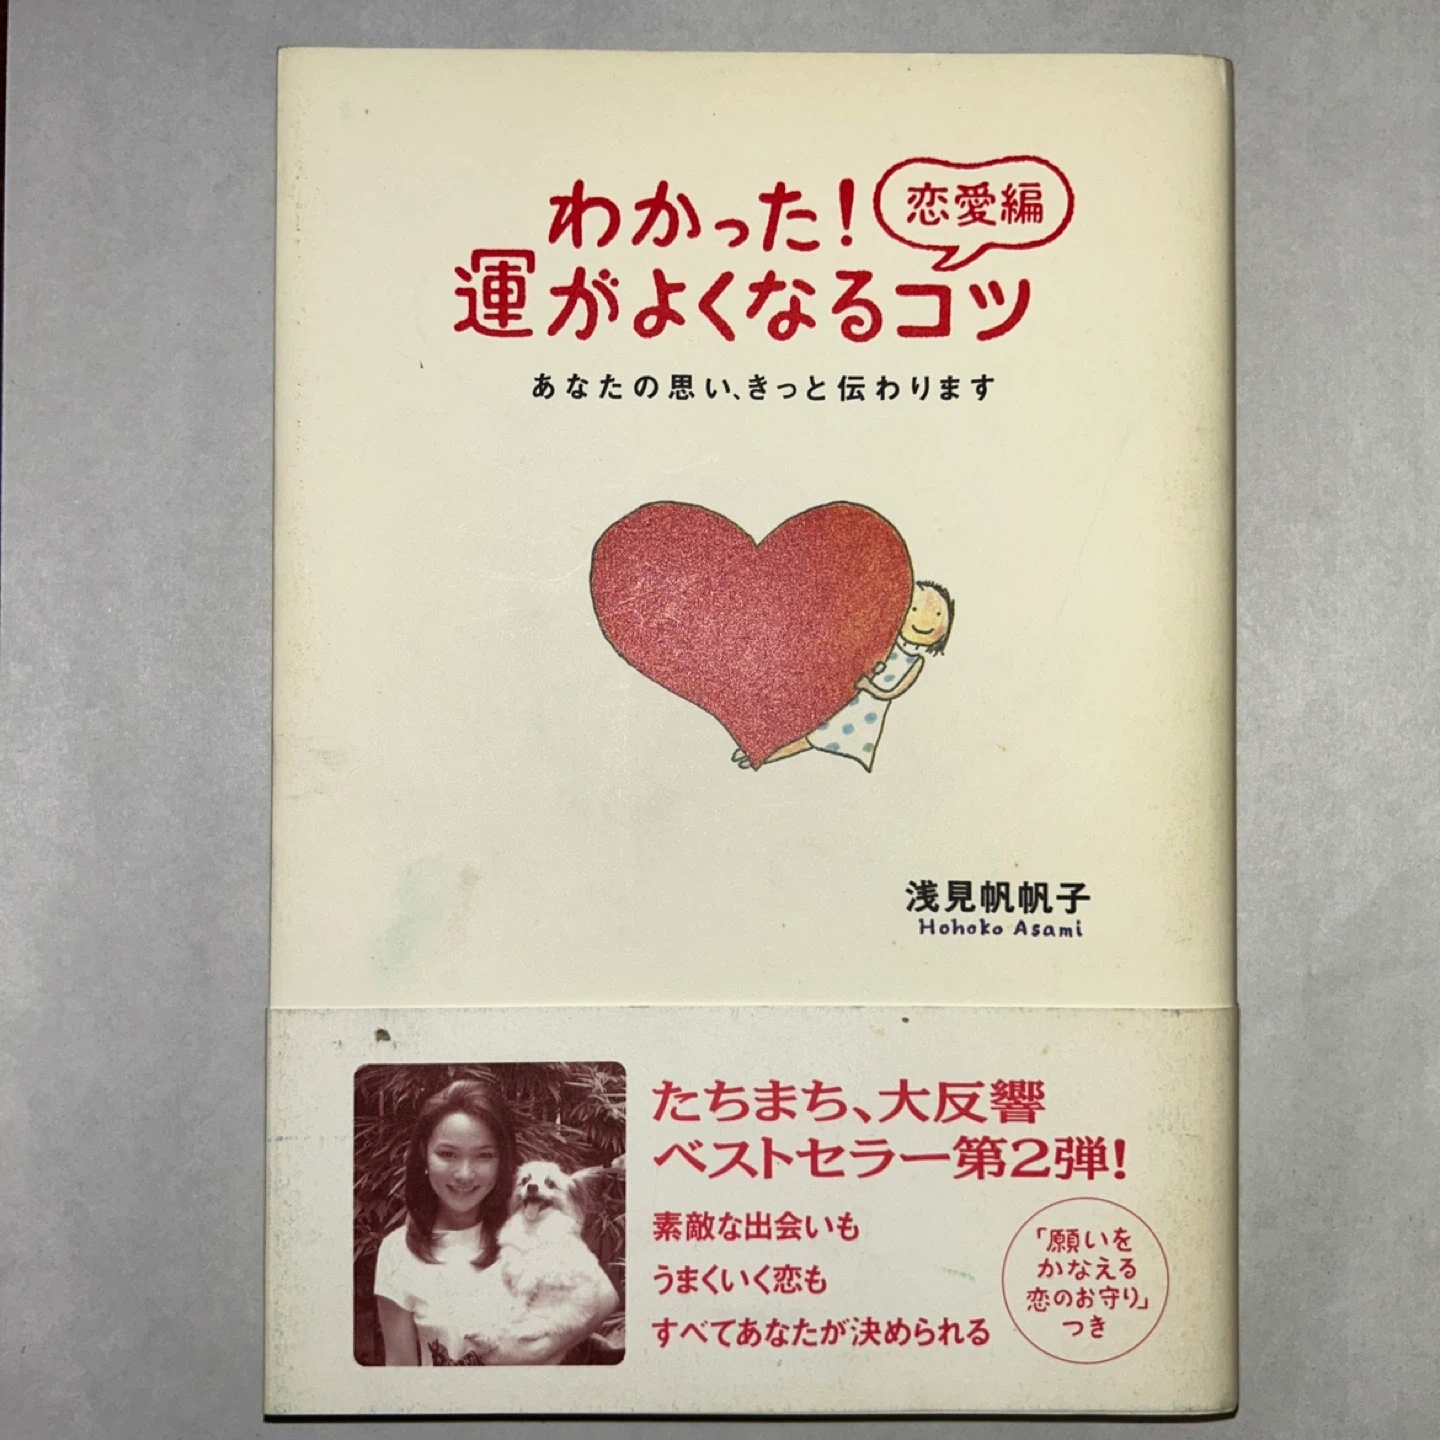 わかった!
恋愛編
運がよくなるコツ
あなたの思い、きっと伝わります
浅見帆帆子
Hohoko Asami
たちまち、大反響
ベストセラー第2弾!
素敵な出会いも
うまくいく恋も
すべてあなたが決められる
「願いを
かなえる
恋のお守り」
つき